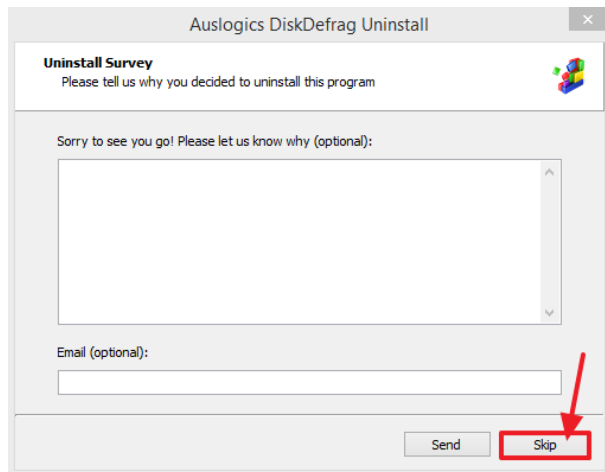 Auslogics DiskDefrag Uninstall
Uninstall Survey
Please tell us why you decided to uninstall this program
Sorry to see you go! Please let us know why (optional):
Email (optional):
Send Skip